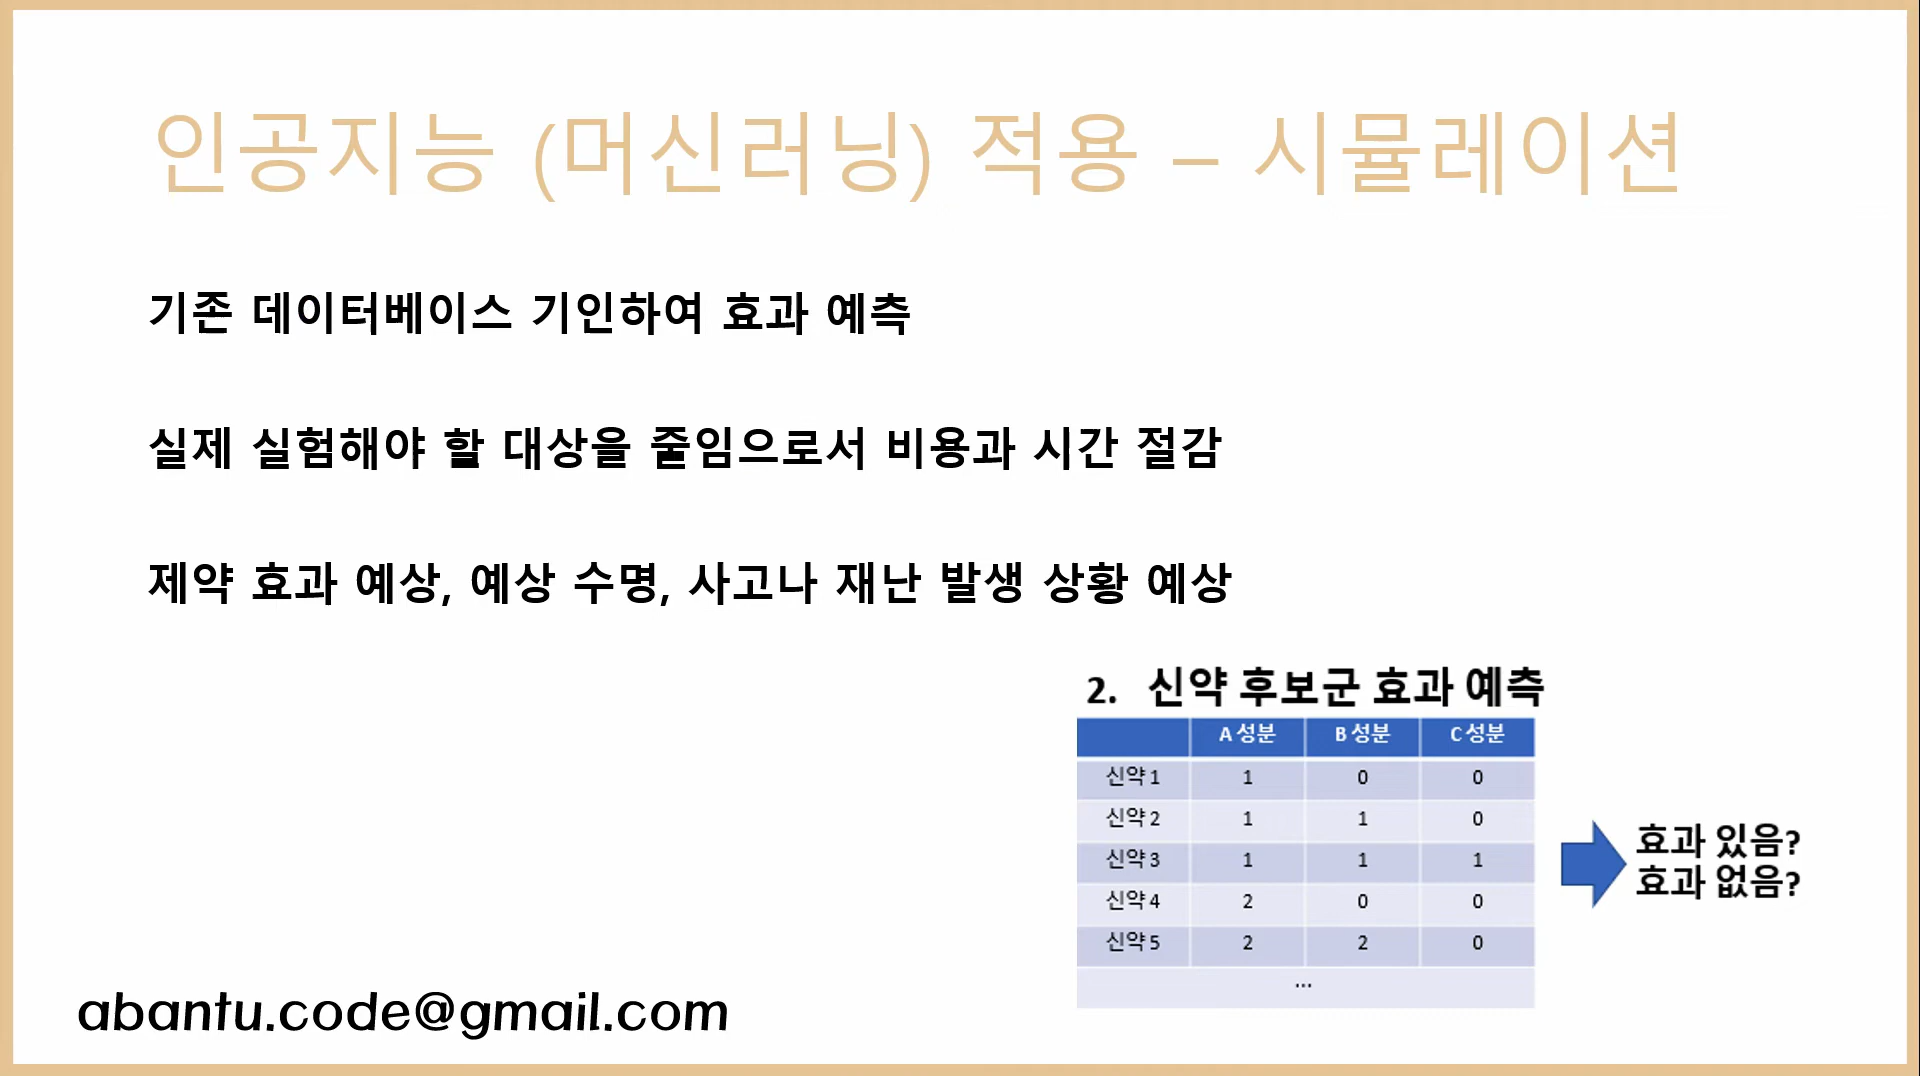 인공지능 (머신러닝) 적용 – 시뮬레이션
기존 데이터베이스 기인하여 효과 예측
실제 실험해야 할 대상을 줄임으로서 비용과 시간 절감
제약 효과 예상, 예상 수명, 사고나 재난 발생 상황 예상
2. 신약 후보군 효과 예측
A 성분 B 성분 C 성분
신약 1 1 0 0
신약 2 1 1 0
신약 3 1 1 1
신약 4 2 0 0
신약 5 2 2 0
...
효과 있음?
효과 없음?
abantu.code@gmail.com